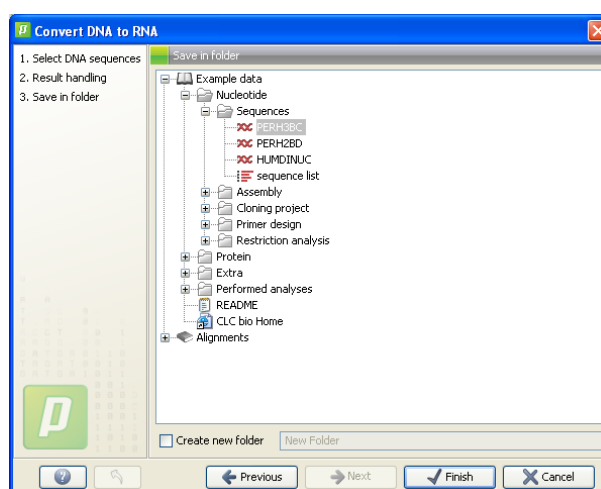 Convert DNA to RNA
1. Select DNA sequences
2. Result handling
3. Save in folder
Save in folder
Example data
Nucleotide
Sequences
PERH3BC
PERH2BD
HUMDINUC
sequence list
Assembly
Cloning project
Primer design
Restriction analysis
Protein
Extra
Performed analyses
README
CLC bio Home
Alignments
Create new folder
New Folder
Previous
Next
Finish
Cancel